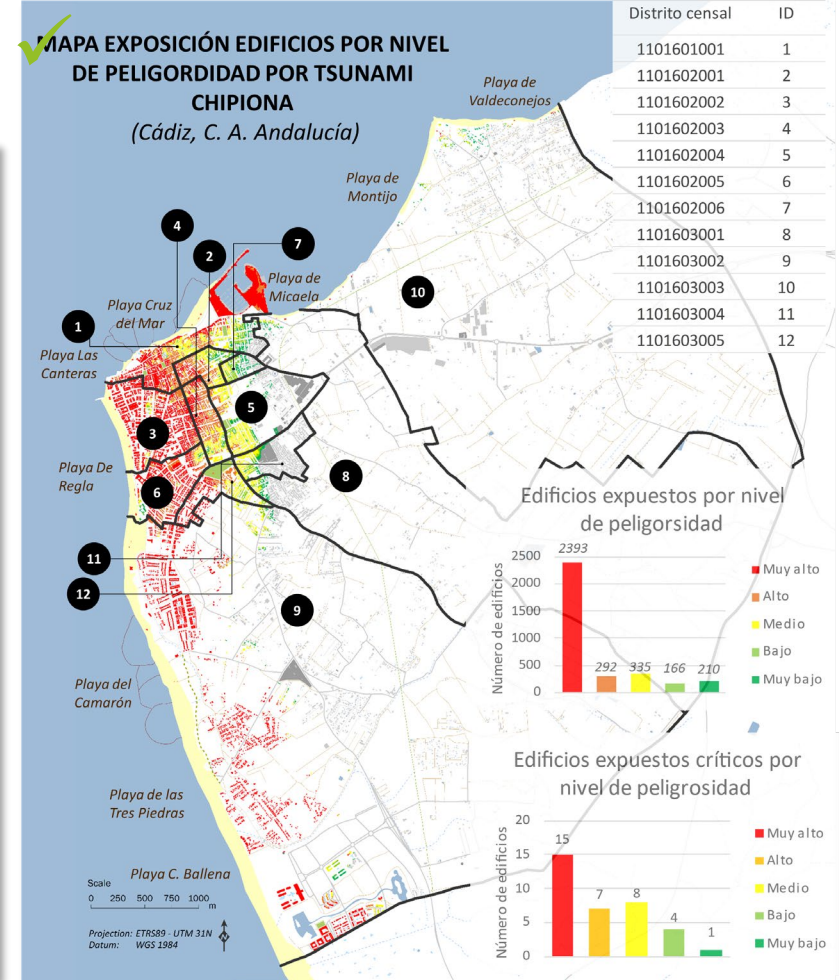 MAPA EXPOSICIÓN EDIFICIOS POR NIVEL
DE PELIGORDIDAD POR TSUNAMI
CHIPIONA
(Cádiz, C. A. Andalucía)
Distrito censal ID
1101601001 1
1101602001 2
1101602002 3
1101602003 4
1101602004 5
1101602005 6
1101602006 7
1101603001 8
1101603002 9
1101603003 10
1101603004 11
1101603005 12
Playa de
Valdeconejos
Playa de
Montijo
4
2
7
Playa de
Micaela
10
Playa Cruz
del Mar
1
Playa Las
Canteras
5
3
Playa De
Regla
6
8
11
12
9
Playa del
Camarón
Playa de las
Tres Piedras
Playa C. Ballena
Scale
0 250 500 750 1000
m
Projection: ETRS89 - UTM 31N
Datum: WGS 1984
N
Edificios expuestos por nivel
de peligorsidad
Número de edificios
2500
2000
1500
1000
500
0
2393
292
335
166
210
Muy alto
Alto
Medio
Bajo
Muy bajo
Edificios expuestos críticos por
nivel de peligrosidad
Número de edificios
20
15
10
5
0
15
7
8
4
1
Muy alto
Alto
Medio
Bajo
Muy bajo